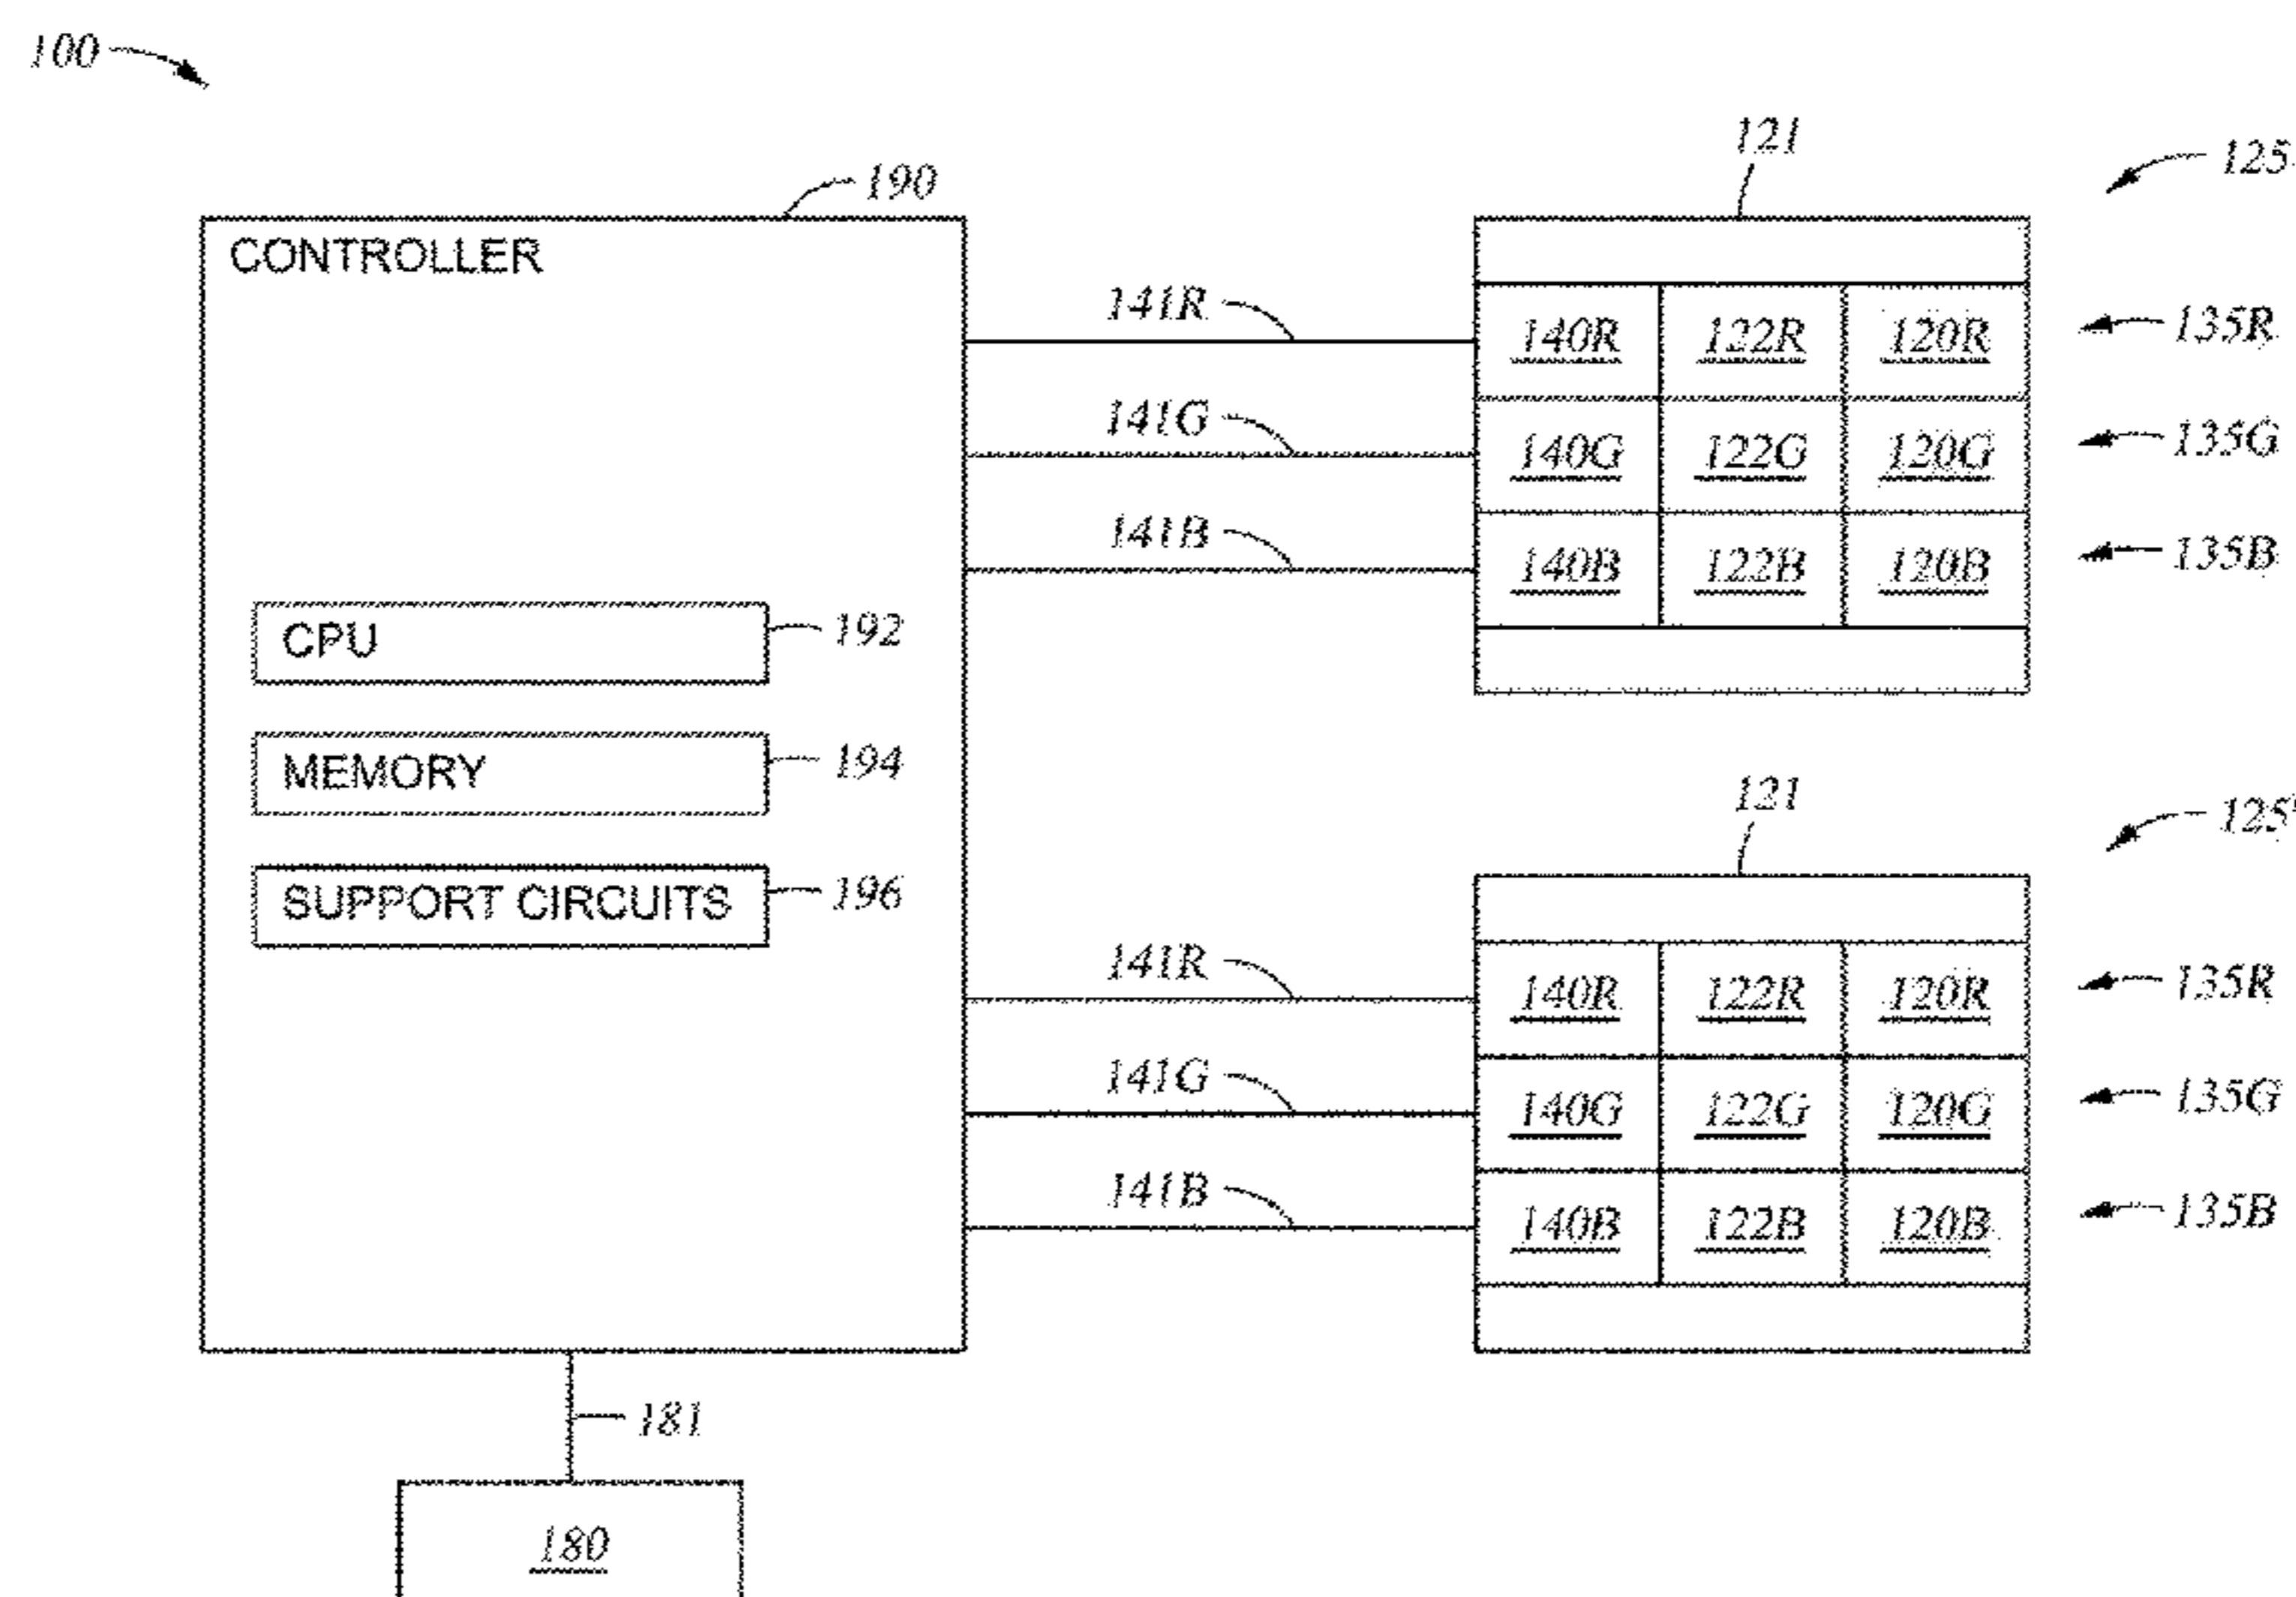 100
121
125
190
CONTROLLER
141R
140R 122R 120R
135R
141G
140G 122G 120G
135G
141B
140B 122B 120B
135B
CPU
192
MEMORY
194
121
125'
SUPPORT CIRCUITS
196
141R
140R 122R 120R
135R
141G
140G 122G 120G
135G
141B
140B 122B 120B
135B
181
180